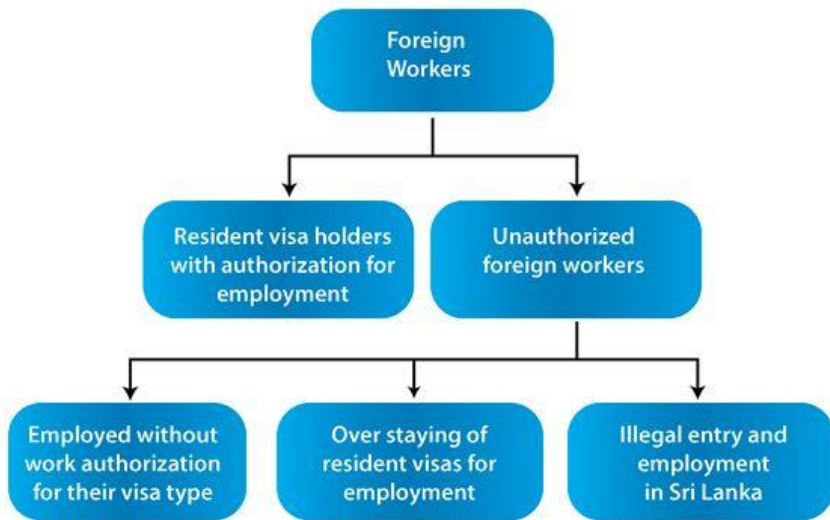 Foreign
Workers
Resident visa holders
with authorization for
employment
Unauthorized
foreign workers
Employed without
work authorization
for their visa type
Over staying of
resident visas for
employment
Illegal entry and
employment
in Sri Lanka